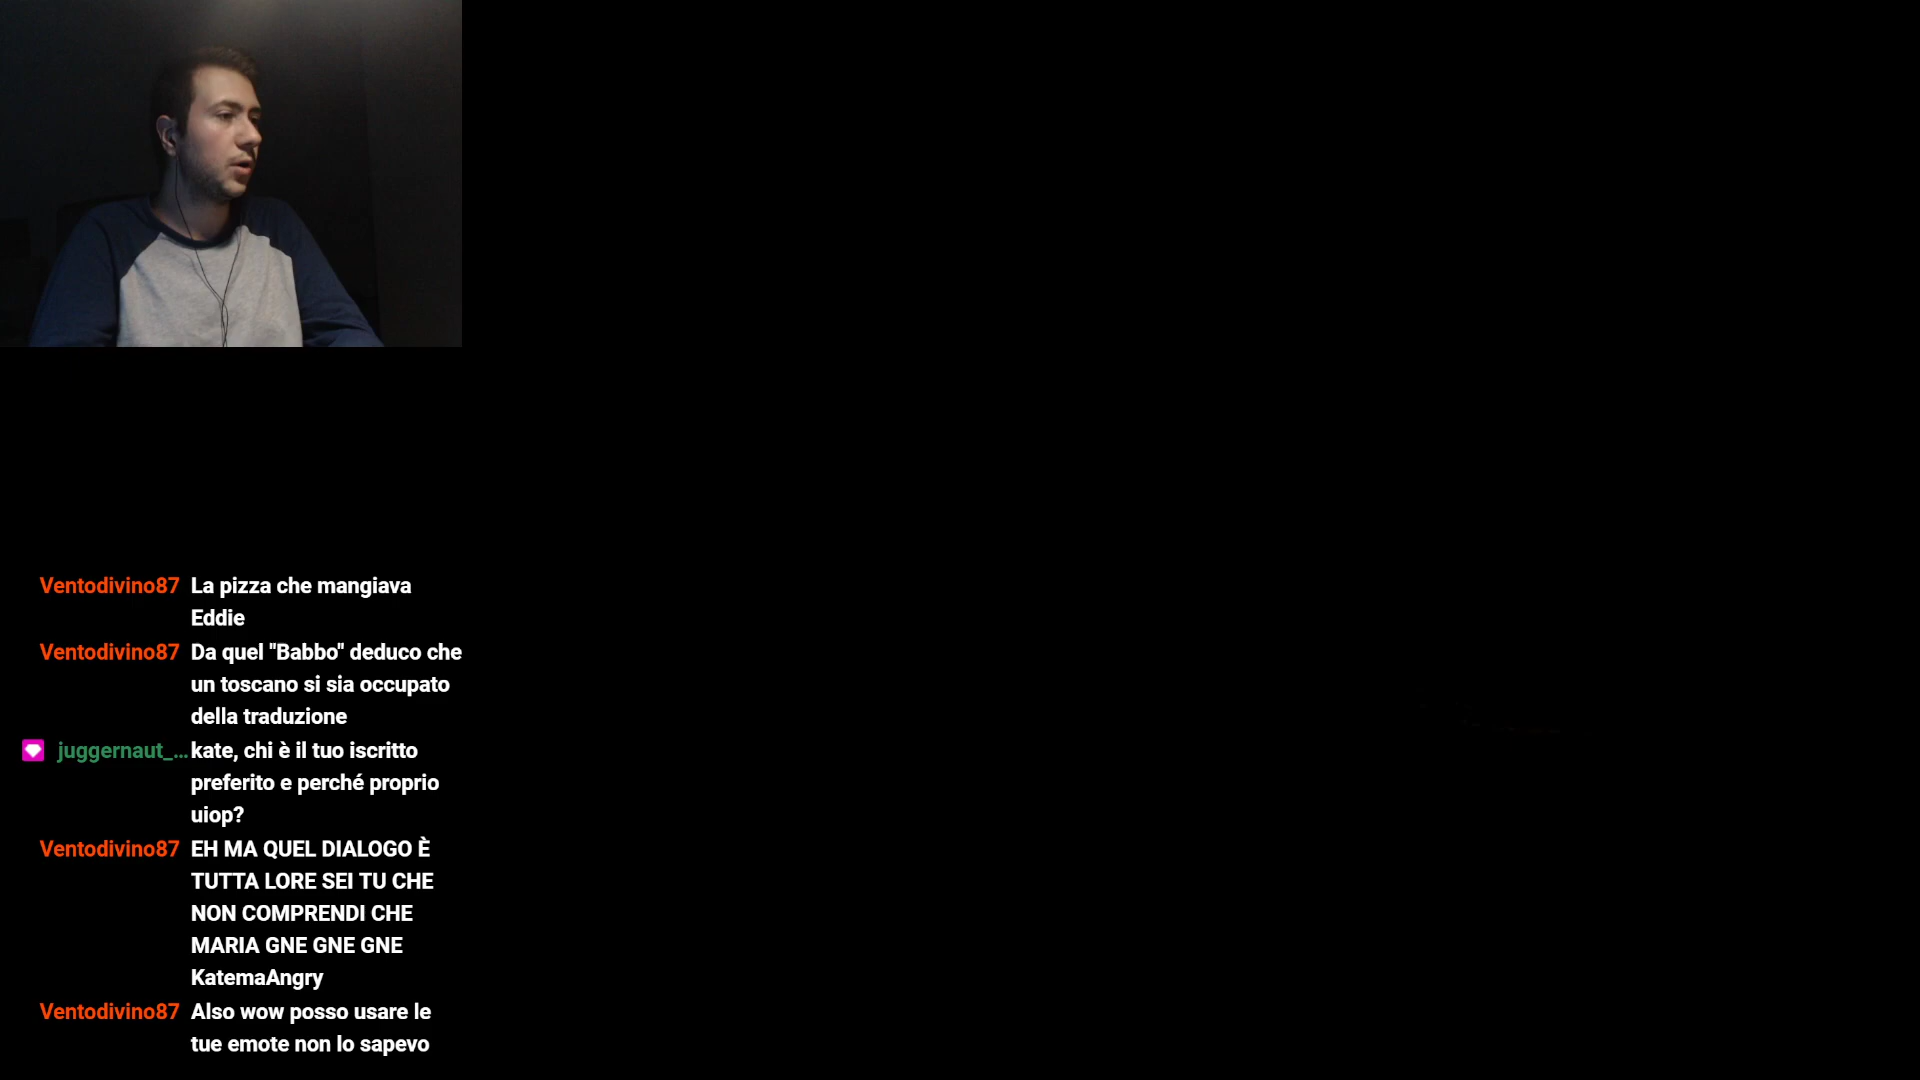 Ventodivino87 La pizza che mangiava
Eddie
Ventodivino87 Da quel "Babbo" deduco che
un toscano si sia occupato
della traduzione
juggernaut_... kate, chi è il tuo iscritto
preferito e perché proprio
uiop?
Ventodivino87 EH MA QUEL DIALOGO È
TUTTA LORE SEI TU CHE
NON COMPRENDI CHE
MARIA GNE GNE GNE
KatemaAngry
Ventodivino87 Also wow posso usare le
tue emote non lo sapevo